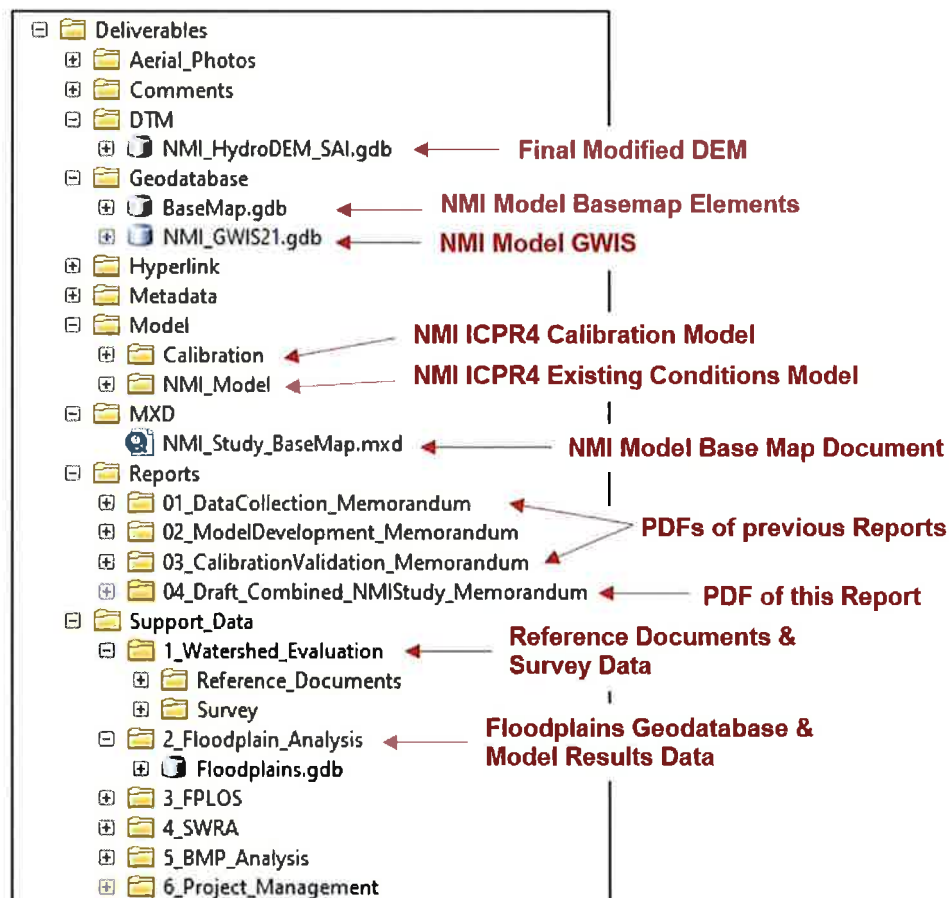 Deliverables
Aerial_Photos
Comments
DTM
NMI_HydroDEM_SAI.gdb
Final Modified DEM
Geodatabase
BaseMap.gdb
NMI Model Basemap Elements
NMI_GWIS21.gdb
NMI Model GWIS
Hyperlink
Metadata
Model
NMI ICPR4 Calibration Model
Calibration
NMI_Model
NMI ICPR4 Existing Conditions Model
MXD
NMI_Study_BaseMap.mxd
NMI Model Base Map Document
Reports
01_DataCollection_Memorandum
02_ModelDevelopment_Memorandum
PDFs of previous Reports
03_CalibrationValidation_Memorandum
04_Draft_Combined_NMIStudy_Memorandum
PDF of this Report
Support_Data
1_Watershed_Evaluation
Reference Documents &
Survey Data
Reference_Documents
Survey
2_Floodplain_Analysis
Floodplains Geodatabase &
Model Results Data
Floodplains.gdb
3_FPLOS
4_SWRA
5_BMP_Analysis
6_Project_Management